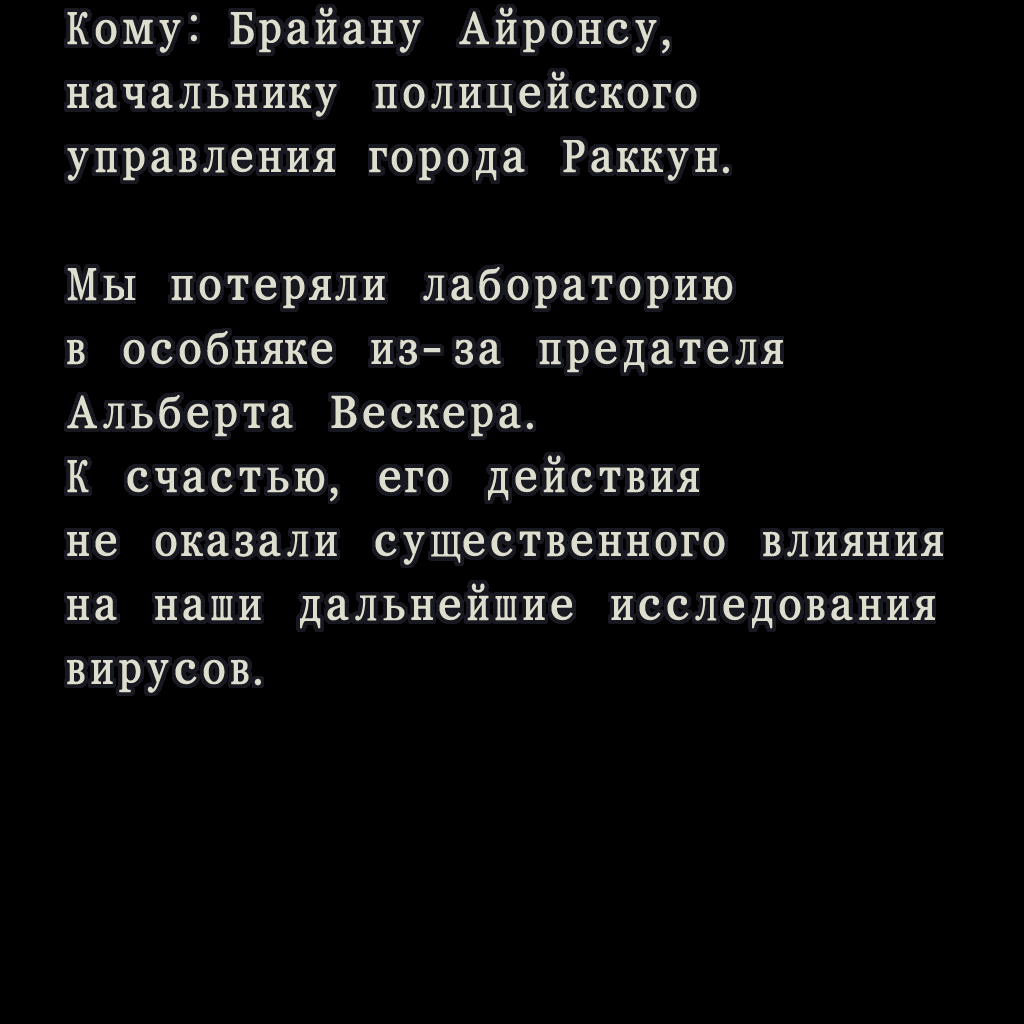 Кому: Брайану Айронсу,
начальнику полицейского
управления города Раккун.
Мы потеряли лабораторию
в особняке из-за предателя
Альберта Вескера.
К счастью, его действия
не оказали существенного влияния
на наши дальнейшие исследования
вирусов.